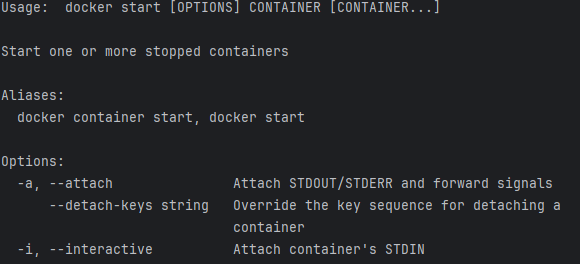 Usage:  docker start [OPTIONS] CONTAINER [CONTAINER...]
Start one or more stopped containers
Aliases:
  docker container start, docker start
Options:
  -a, --attach               Attach STDOUT/STDERR and forward signals
      --detach-keys string   Override the key sequence for detaching a
                             container
  -i, --interactive          Attach container's STDIN